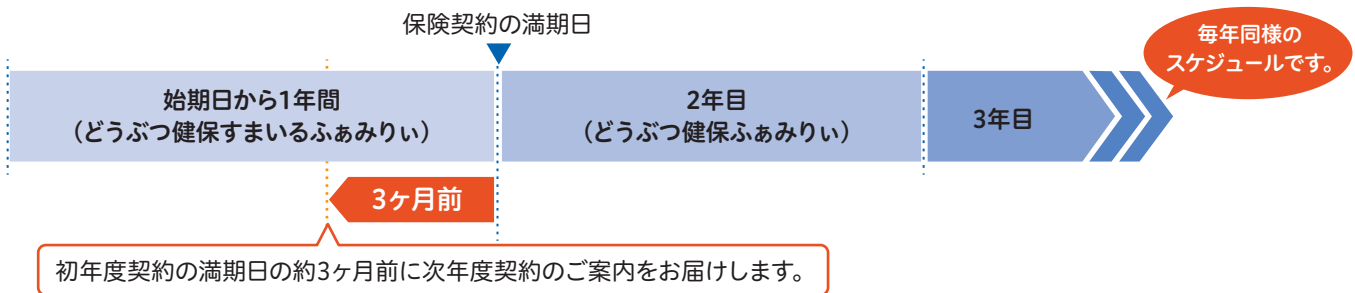 保険契約の満期日
毎年同様の
スケジュールです。
始期日から1年間
（どうぶつ健保すまいるふぁみりぃ）
2年目
（どうぶつ健保ふぁみりぃ）
3年目
3ヶ月前
初年度契約の満期日の約3ヶ月前に次年度契約のご案内をお届けします。